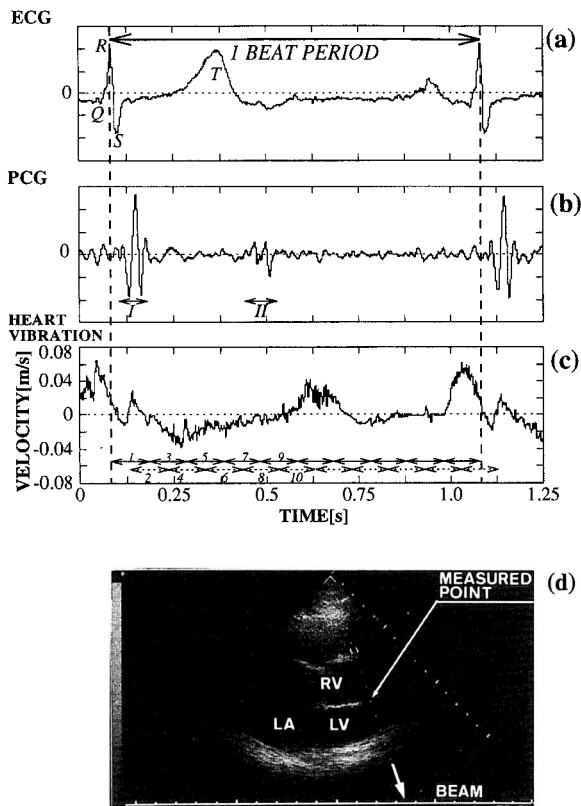 ECG
(a)
R
1 BEAT PERIOD
T
0
Q
S
PCG
(b)
0
I
II
HEART
VIBRATION
(c)
VELOCITY[m/s]
0.08
0.04
0
-0.04
-0.08
1 3 5 7 9
2 4 6 8 10
0 0.25 0.5 0.75 1.0 1.25
TIME[s]
(d)
MEASURED
POINT
RV
LA LV
BEAM